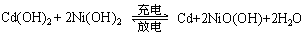 Cd(OH)₂ + 2Ni(OH)₂ 充电⇌放电 Cd+2NiO(OH)+2H₂O